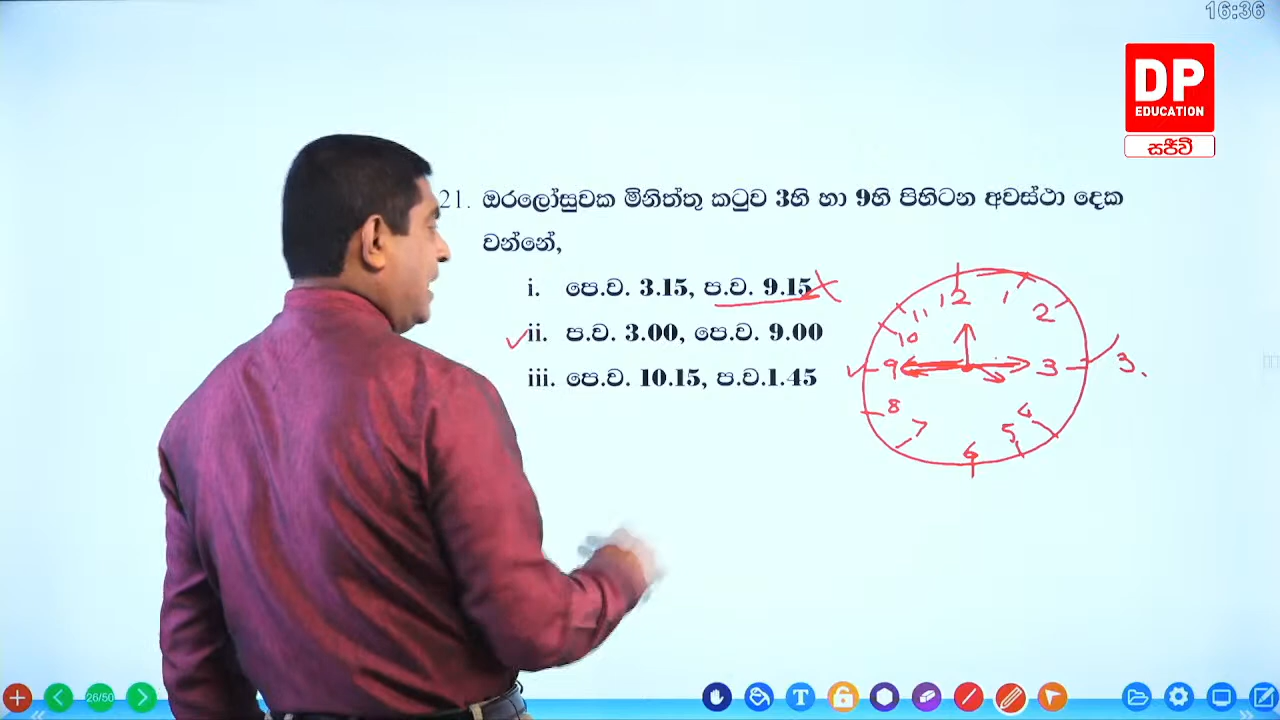 16:36
DP
EDUCATION
සජීවී
21. ඔරලෝසුවක මිනිත්තු කටුව 3හි හා 9හි පිහිටන අවස්ථා දෙක
වන්නේ,
i. පෙ.ව. 3.15, ප.ව. 9.15
ii. ප.ව. 3.00, පෙ.ව. 9.00
iii. පෙ.ව. 10.15, ප.ව.1.45
12
11 1
10 2
9 3 3.
8 4
7 5
6
26/50